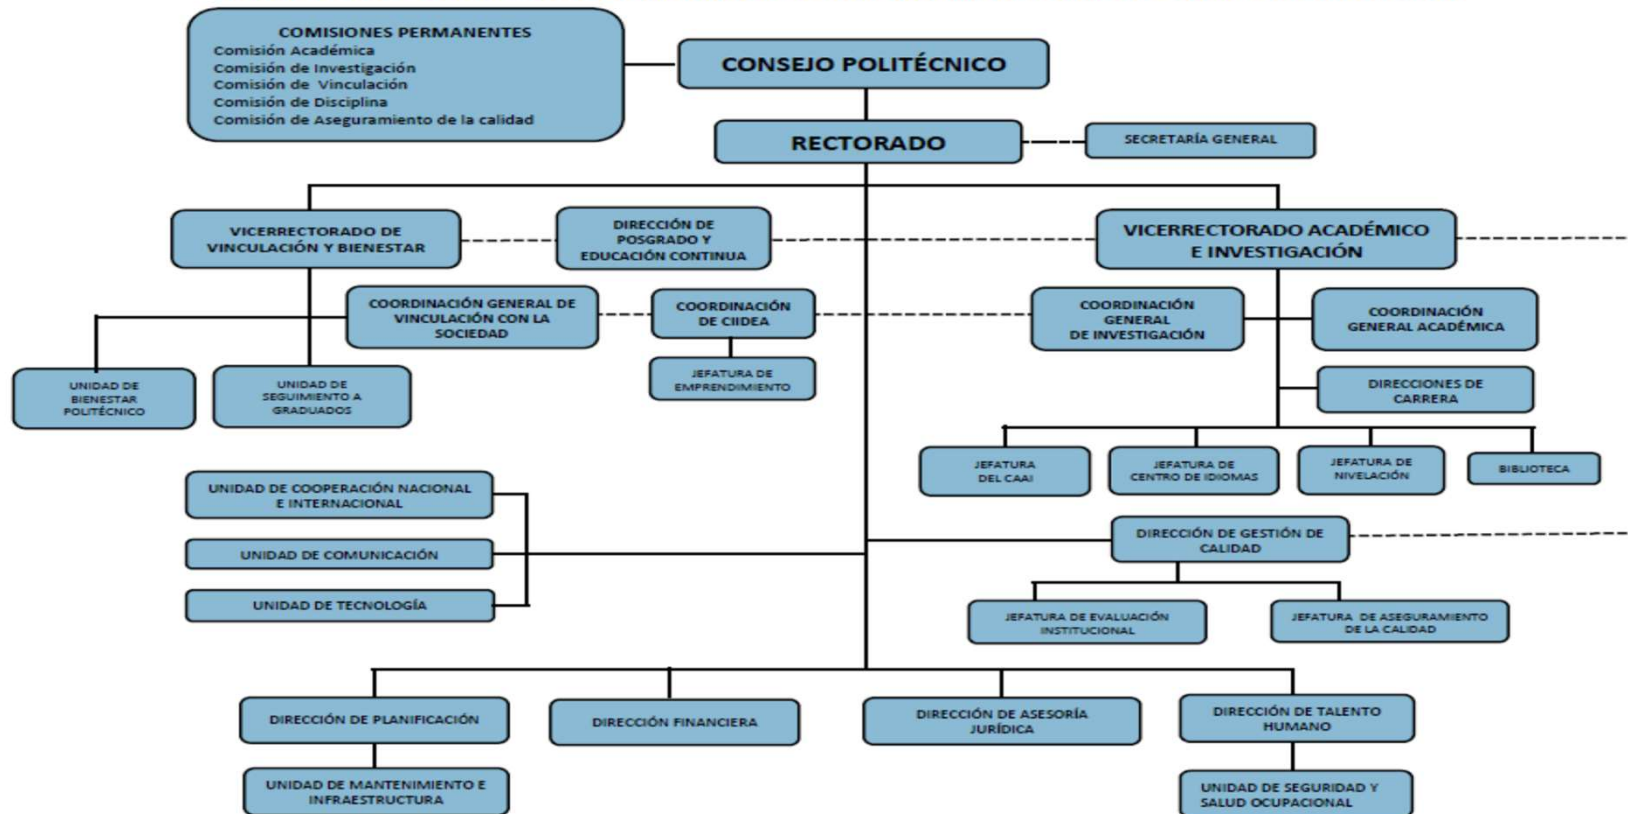 COMISIONES PERMANENTES
Comisión Académica
Comisión de Investigación
Comisión de Vinculación
Comisión de Disciplina
Comisión de Aseguramiento de la calidad
CONSEJO POLITÉCNICO
RECTORADO
SECRETARÍA GENERAL
VICERRECTORADO DE
VINCULACIÓN Y BIENESTAR
DIRECCIÓN DE
POSGRADO Y
EDUCACIÓN CONTINUA
VICERRECTORADO ACADÉMICO
E INVESTIGACIÓN
COORDINACIÓN GENERAL DE
VINCULACIÓN CON LA
SOCIEDAD
COORDINACIÓN
DE CIIDEA
COORDINACIÓN
GENERAL
DE INVESTIGACIÓN
COORDINACIÓN
GENERAL ACADÉMICA
UNIDAD DE
BIENESTAR
POLITÉCNICO
UNIDAD DE
SEGUIMIENTO A
GRADUADOS
JEFATURA DE
EMPRENDIMIENTO
DIRECCIONES DE
CARRERA
JEFATURA
DEL CAAI
JEFATURA DE
CENTRO DE IDIOMAS
JEFATURA DE
NIVELACIÓN
BIBLIOTECA
UNIDAD DE COOPERACIÓN NACIONAL
E INTERNACIONAL
UNIDAD DE COMUNICACIÓN
UNIDAD DE TECNOLOGÍA
DIRECCIÓN DE GESTIÓN DE
CALIDAD
JEFATURA DE EVALUACIÓN
INSTITUCIONAL
JEFATURA DE ASEGURAMIENTO
DE LA CALIDAD
DIRECCIÓN DE PLANIFICACIÓN
DIRECCIÓN FINANCIERA
DIRECCIÓN DE ASESORÍA
JURÍDICA
DIRECCIÓN DE TALENTO
HUMANO
UNIDAD DE MANTENIMIENTO E
INFRAESTRUCTURA
UNIDAD DE SEGURIDAD Y
SALUD OCUPACIONAL